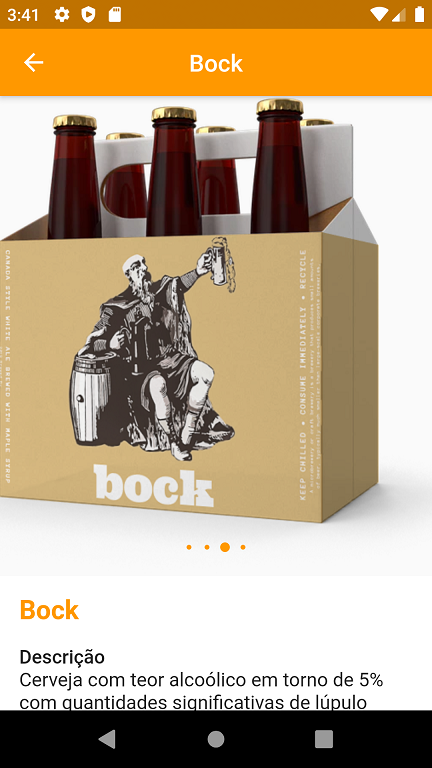 3:41
Bock
CANADA STYLE WHITE ALE BREWED WITH MAPLE SYRUP
KEEP CHILLED • CONSUME IMMEDIATELY • RECYCLE
bock
Bock
Descrição
Cerveja com teor alcoólico em torno de 5%
com quantidades significativas de lúpulo